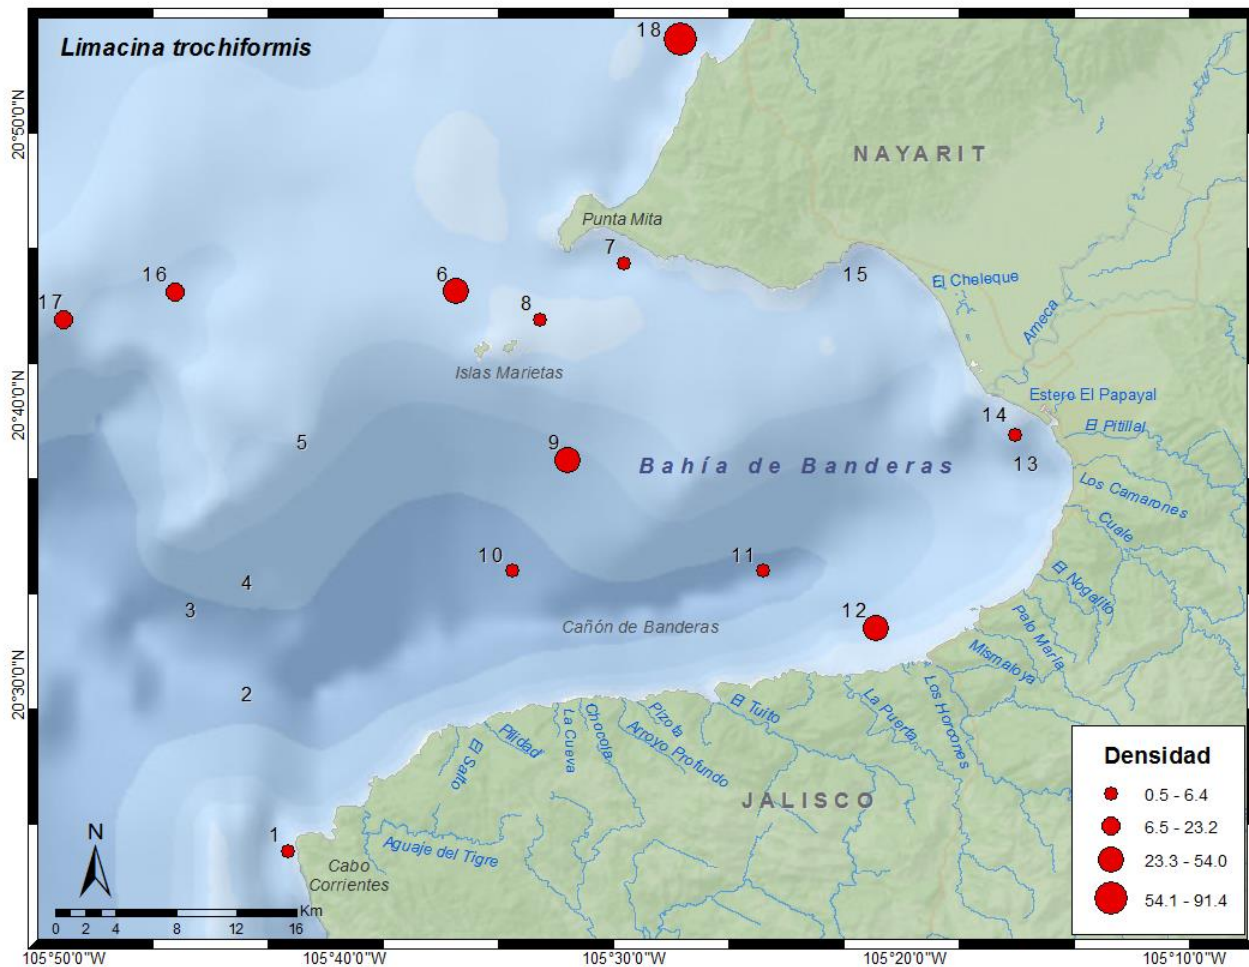 Limacina trochiformis
18
20°50'0"N
NAYARIT
Punta Mita
7
15
El Cheleque
16
6
17
8
Ameca
Islas Marietas
Estero El Papayal
20°40'0"N
14
El Pitillal
5
9
Bahía de Banderas
13
Los Camarones
Cuale
10
11
El Nogalito
4
3
12
Palo María
Cañón de Banderas
Mismaloya
20°30'0"N
2
El Tuito
La Puerta
Los Horcones
Pizota
Chocola
La Cueva
Pilidad
Arroyo Profundo
El Salto
Densidad
0.5 - 6.4
6.5 - 23.2
23.3 - 54.0
54.1 - 91.4
JALISCO
1
N
Aguaje del Tigre
Cabo
Corrientes
Km
0 2 4 8 12 16
105°50'0"W 105°40'0"W 105°30'0"W 105°20'0"W 105°10'0"W